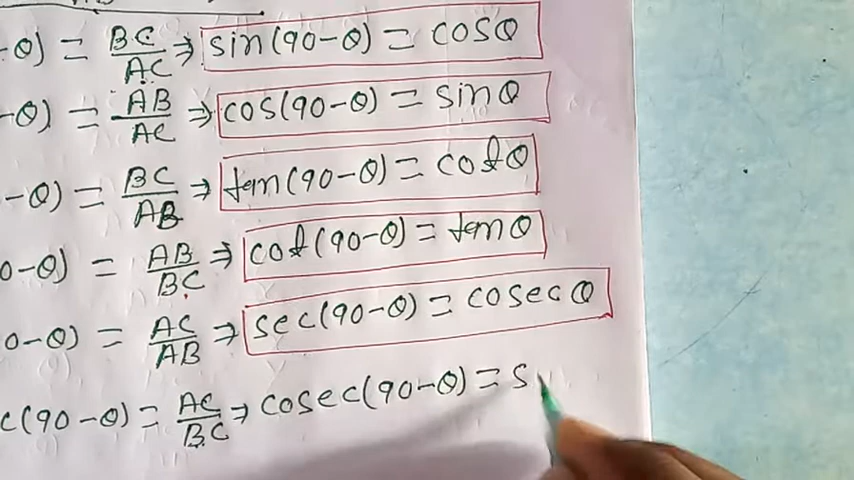 -θ) = BC/AC ⇒ sin(90-θ) = cosθ
-θ) = AB/AC ⇒ cos(90-θ) = sinθ
-θ) = BC/AB ⇒ tan(90-θ) = cotθ
0-θ) = AB/BC ⇒ cot(90-θ) = tanθ
0-θ) = AC/AB ⇒ sec(90-θ) = cosecθ
c(90-θ) = AC/BC ⇒ cosec(90-θ) = s